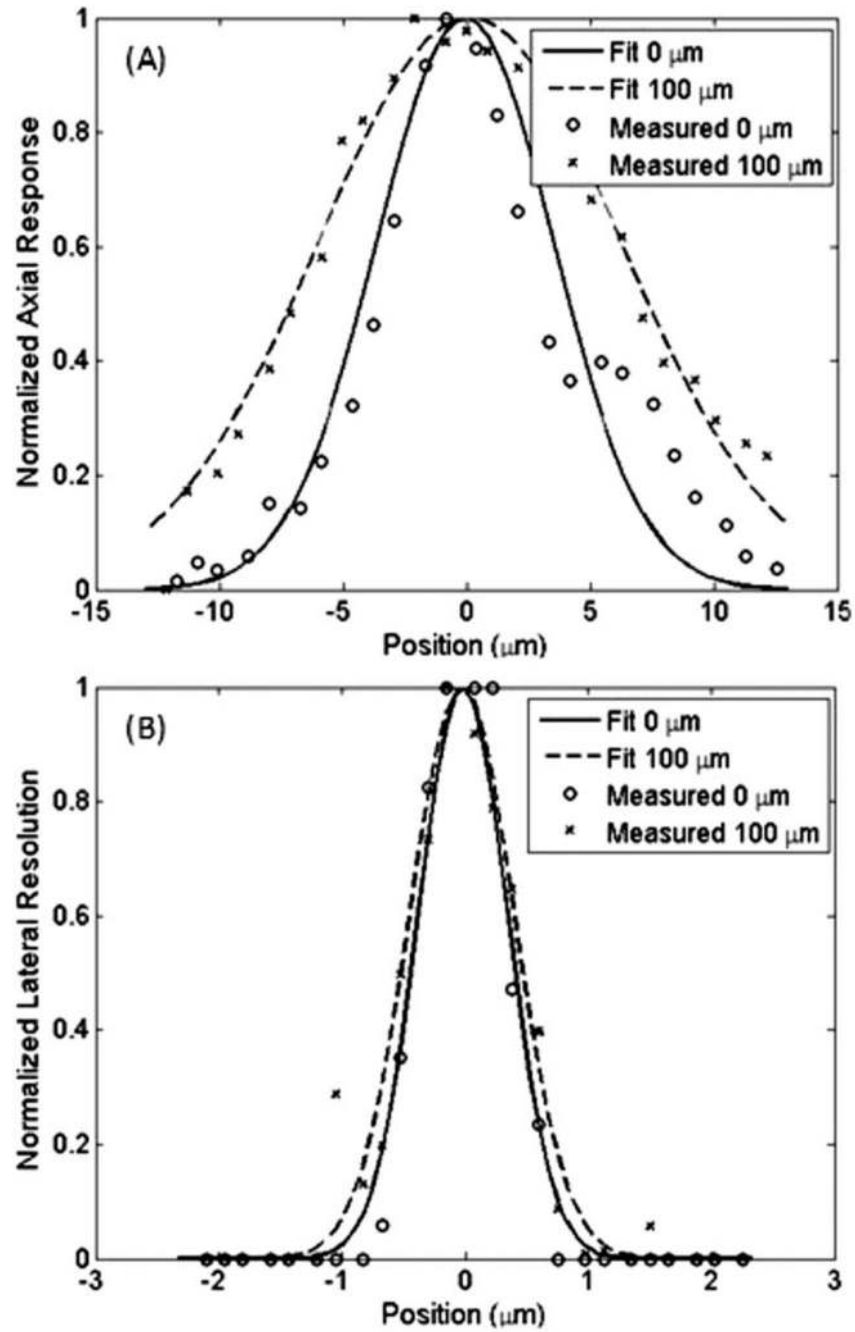 (A)
Fit 0 μm
Fit 100 μm
Measured 0 μm
Measured 100 μm
Normalized Axial Response
1
0.8
0.6
0.4
0.2
0
-15
-10
-5
0
5
10
15
Position (μm)
(B)
Fit 0 μm
Fit 100 μm
Measured 0 μm
Measured 100 μm
Normalized Lateral Resolution
1
0.8
0.6
0.4
0.2
0
-3
-2
-1
0
1
2
3
Position (μm)